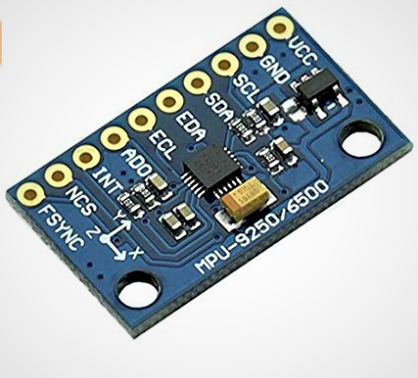 VCC
GND
SCL
SDA
EDA
ECL
ADO
INT
NCS
FSYNC
Y
Z
X
MPU-9250/6500